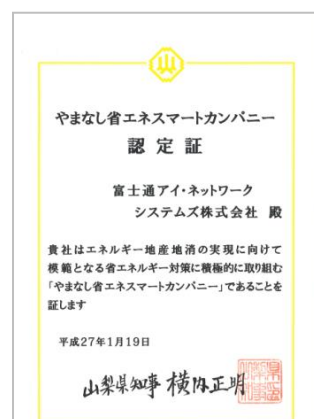 やまなし省エネスマートカンパニー
認定証
富士通アイ・ネットワーク
システムズ株式会社 殿
貴社はエネルギー地産地消の実現に向けて
模範となる省エネルギー対策に積極的に取り組む
「やまなし省エネスマートカンパニー」であることを
証します
平成27年1月19日
山梨県知事 横内正明